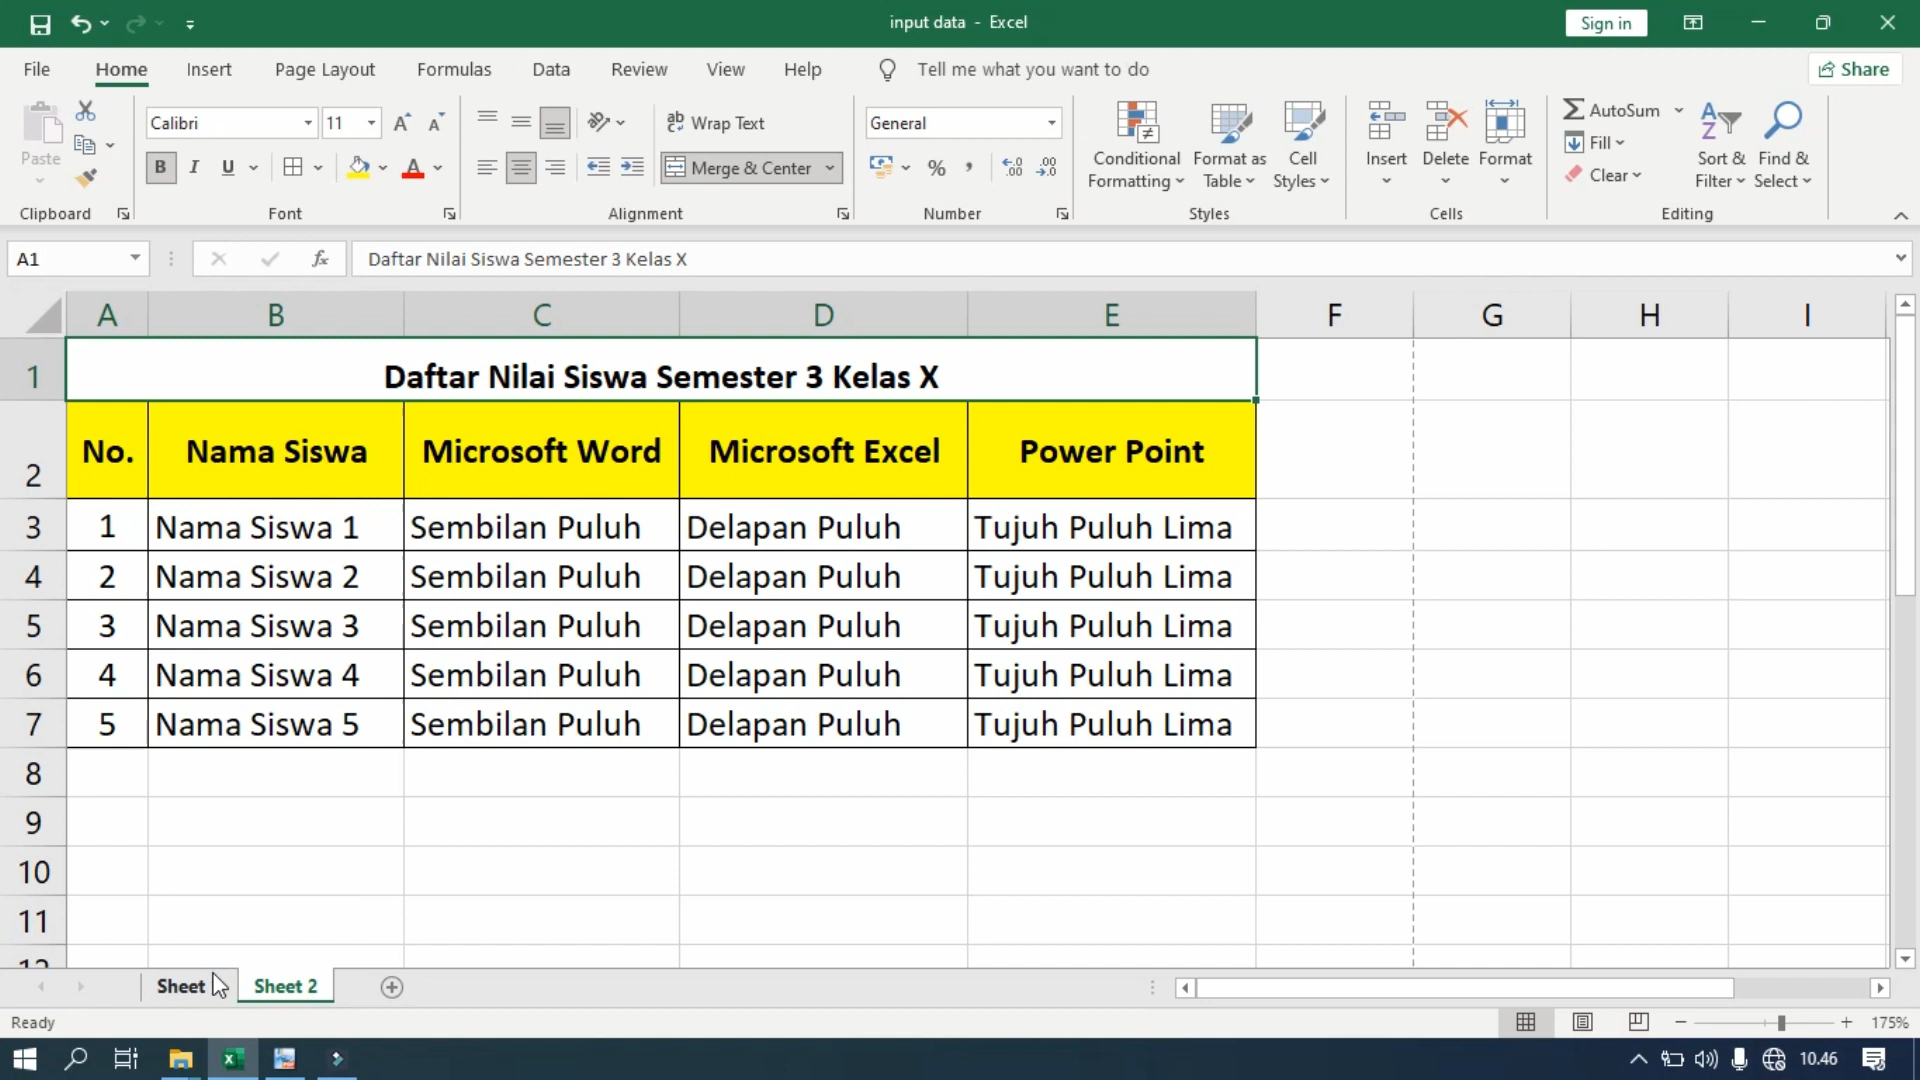 input data - Excel
Sign in
File Home Insert Page Layout Formulas Data Review View Help Tell me what you want to do Share
Paste
Clipboard
Calibri 11
B I U
Font
ab Wrap Text
Merge & Center
Alignment
General
% ,
Number
Conditional Formatting
Format as Table
Cell Styles
Styles
Insert
Delete
Format
Cells
AutoSum
Fill
Clear
Sort & Filter
Find & Select
Editing
A1 fx Daftar Nilai Siswa Semester 3 Kelas X
A B C D E F G H I
1 Daftar Nilai Siswa Semester 3 Kelas X
2 No. Nama Siswa Microsoft Word Microsoft Excel Power Point
3 1 Nama Siswa 1 Sembilan Puluh Delapan Puluh Tujuh Puluh Lima
4 2 Nama Siswa 2 Sembilan Puluh Delapan Puluh Tujuh Puluh Lima
5 3 Nama Siswa 3 Sembilan Puluh Delapan Puluh Tujuh Puluh Lima
6 4 Nama Siswa 4 Sembilan Puluh Delapan Puluh Tujuh Puluh Lima
7 5 Nama Siswa 5 Sembilan Puluh Delapan Puluh Tujuh Puluh Lima
8
9
10
11
Sheet Sheet 2
Ready 175%
10.46